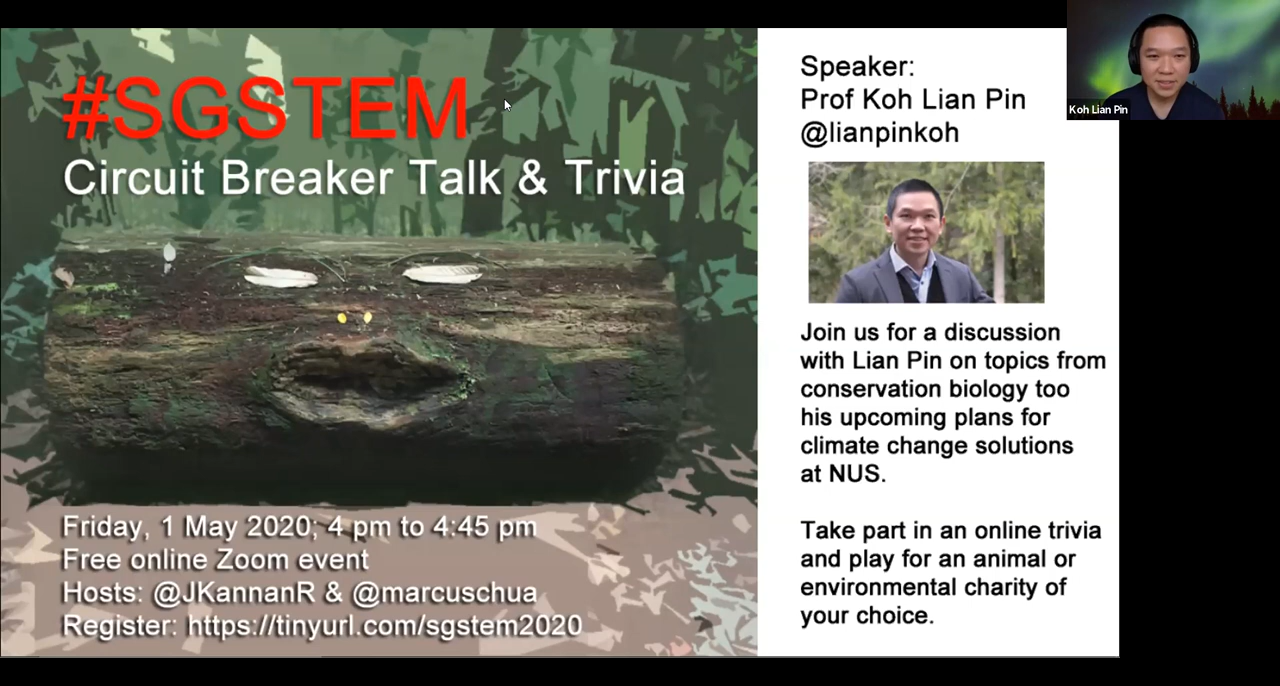 #SGSTEM
Circuit Breaker Talk & Trivia
Friday, 1 May 2020; 4 pm to 4:45 pm
Free online Zoom event
Hosts: @JKannanR & @marcuschua
Register: https://tinyurl.com/sgstem2020
Speaker:
Prof Koh Lian Pin
@lianpinkoh
Join us for a discussion
with Lian Pin on topics from
conservation biology too
his upcoming plans for
climate change solutions
at NUS.
Take part in an online trivia
and play for an animal or
environmental charity of
your choice.
Koh Lian Pin